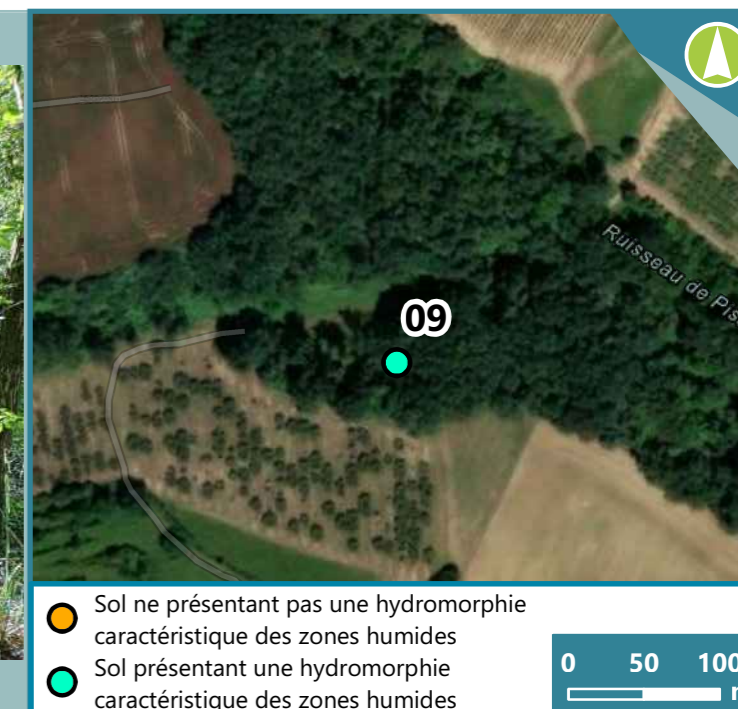 09
Ruisseau de
Sol ne présentant pas une hydromorphie
caractéristique des zones humides
Sol présentant une hydromorphie
caractéristique des zones humides
0 50 100